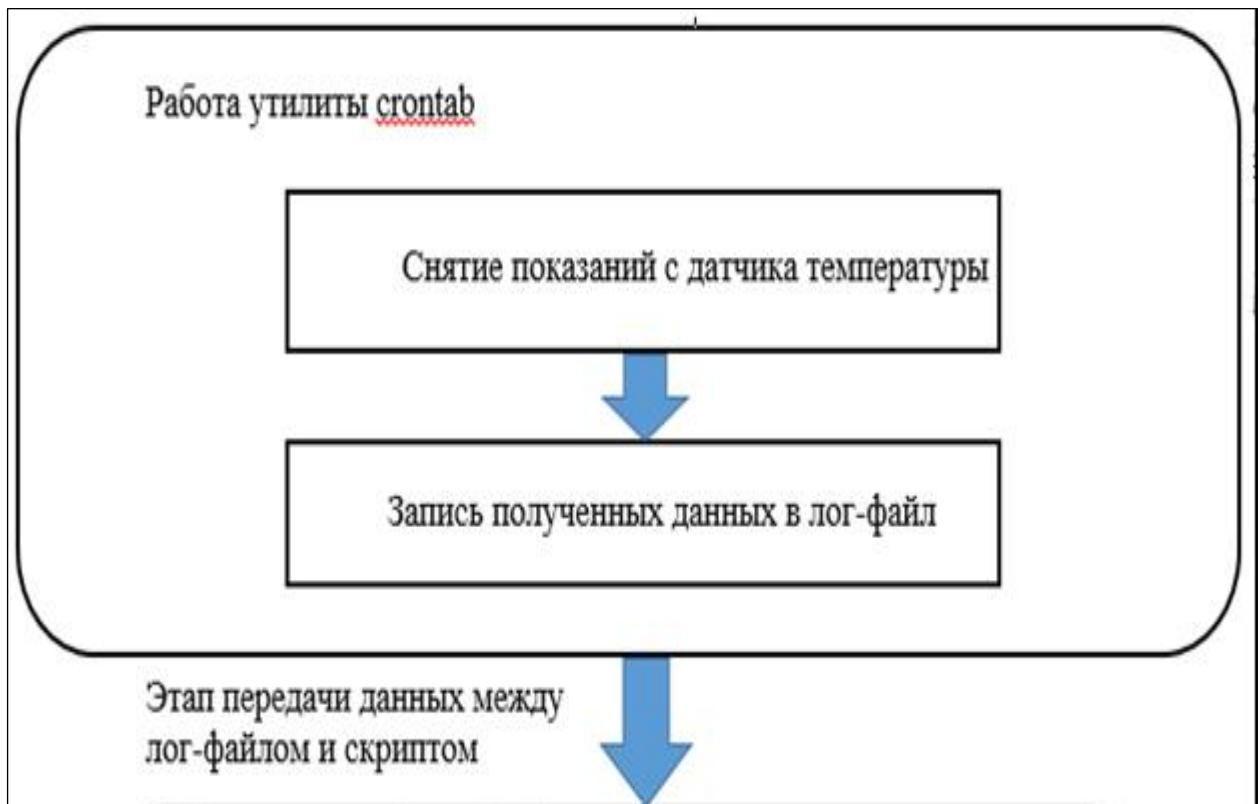 Работа утилиты crontab
Снятие показаний с датчика температуры
Запись полученных данных в лог-файл
Этап передачи данных между
лог-файлом и скриптом